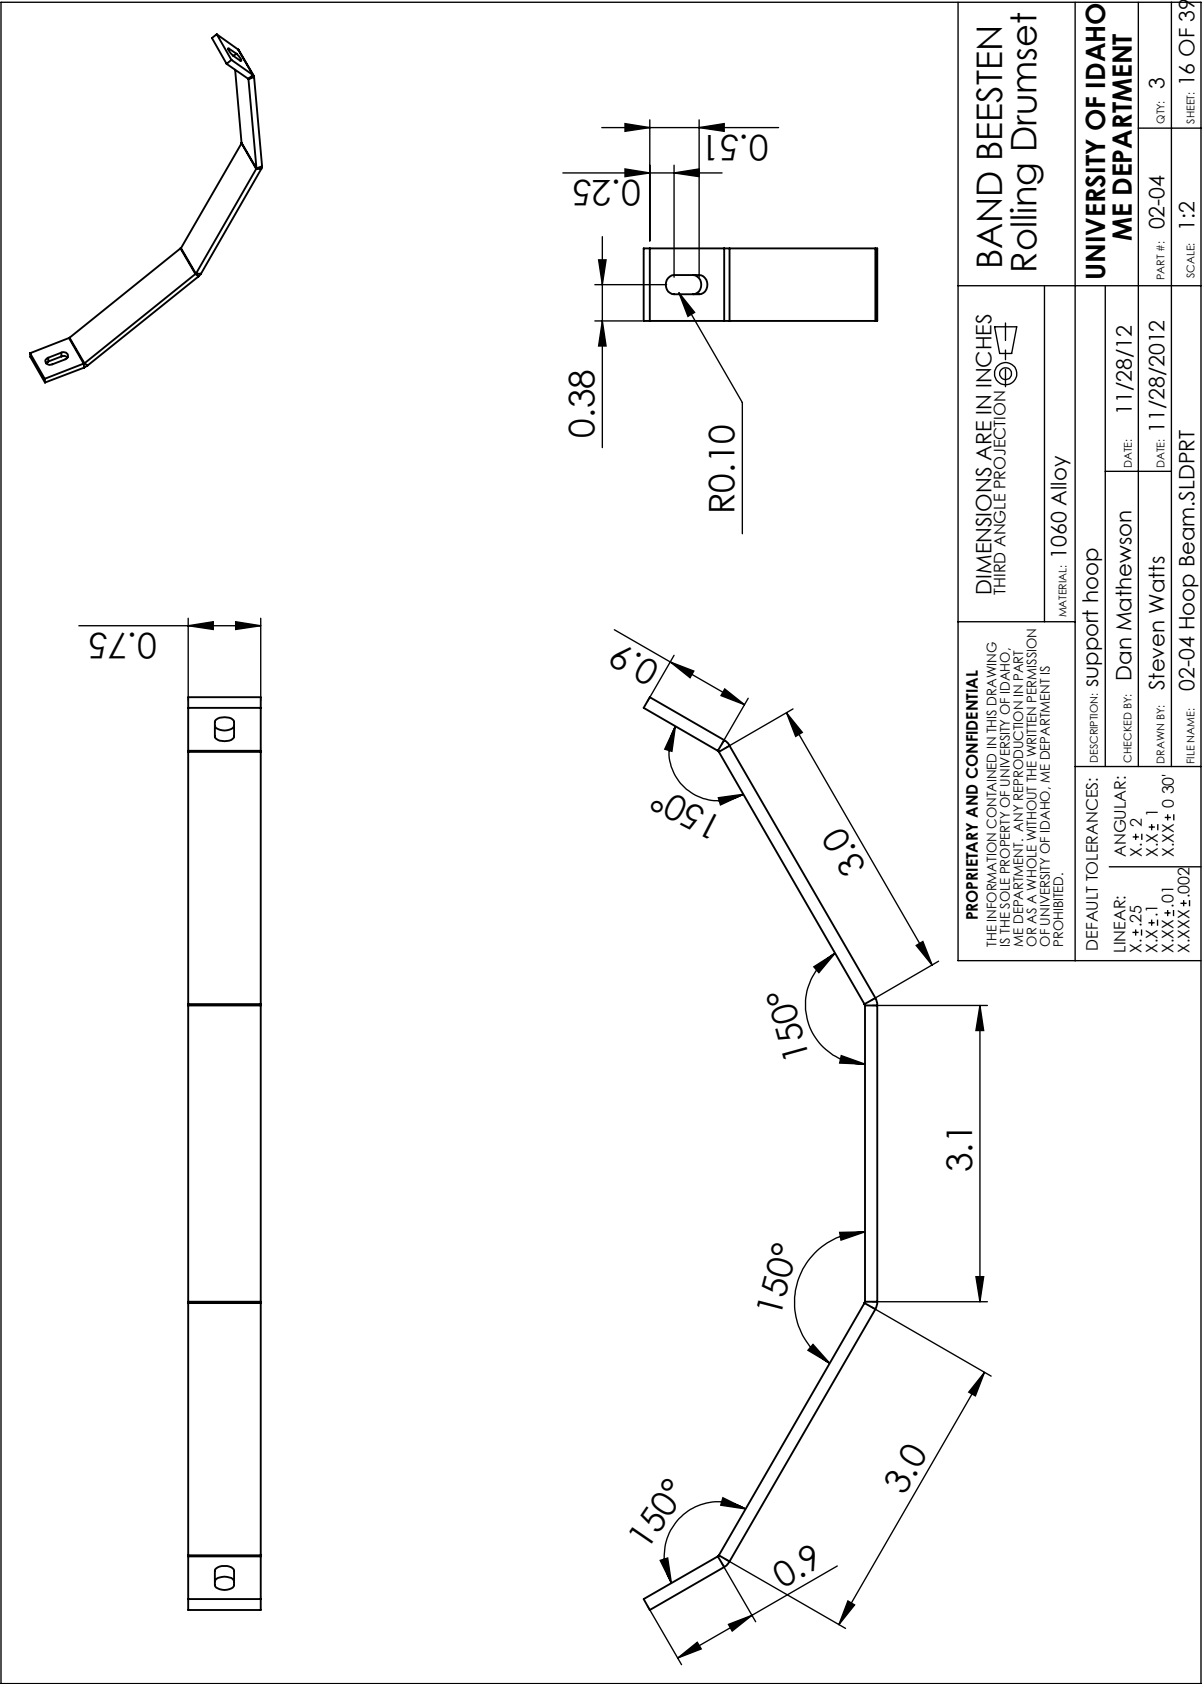 0.75
0.9
150°
3.0
150°
3.1
150°
3.0
150°
0.9
0.25
0.51
0.38
R0.10
PROPRIETARY AND CONFIDENTIAL
THE INFORMATION CONTAINED IN THIS DRAWING
IS THE SOLE PROPERTY OF UNIVERSITY OF IDAHO,
ME DEPARTMENT. ANY REPRODUCTION IN PART
OR AS A WHOLE WITHOUT THE WRITTEN PERMISSION
OF UNIVERSITY OF IDAHO, ME DEPARTMENT IS
PROHIBITED.
DIMENSIONS ARE IN INCHES
THIRD ANGLE PROJECTION
MATERIAL: 1060 Alloy
BAND BEESTEN
Rolling Drumset
DEFAULT TOLERANCES:
LINEAR:
X.±.25
X.X±.1
X.XX±.01
X.XXX±.002
ANGULAR:
X.± 2
X.X± 1
X.XX± 0 30'
DESCRIPTION: support hoop
CHECKED BY: Dan Mathewson
DATE: 11/28/12
DRAWN BY: Steven Watts
DATE: 11/28/2012
FILE NAME: 02-04 Hoop Beam.SLDPRT
UNIVERSITY OF IDAHO
ME DEPARTMENT
PART #: 02-04
QTY: 3
SCALE: 1:2
SHEET: 16 OF 39